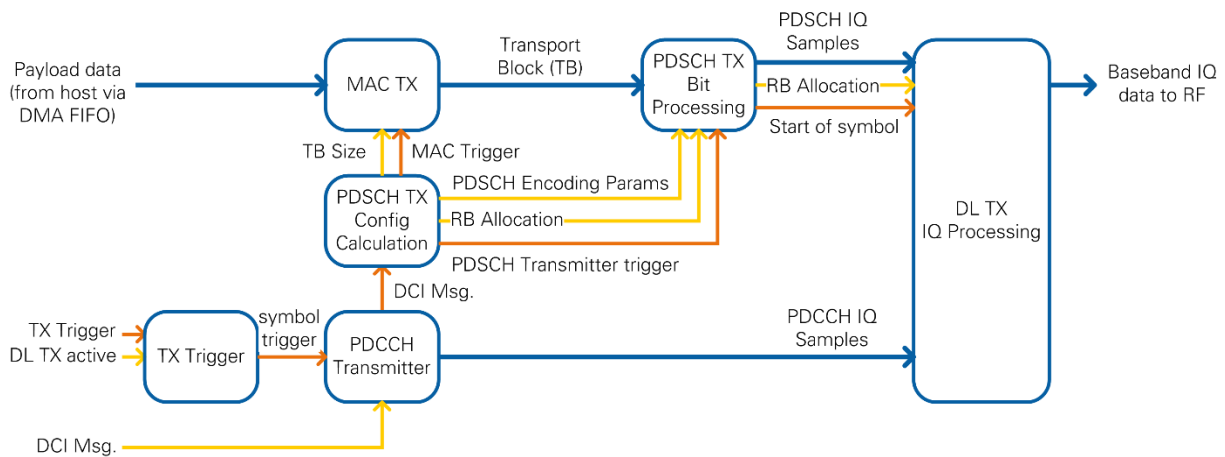 PDSCH IQ
Samples
Payload data
(from host via
DMA FIFO)
MAC TX
Transport
Block (TB)
PDSCH TX
Bit
Processing
RB Allocation
Start of symbol
Baseband IQ
data to RF
TB Size
MAC Trigger
PDSCH TX
Config
Calculation
PDSCH Encoding Params
RB Allocation
PDSCH Transmitter trigger
DL TX
IQ Processing
DCI Msg.
TX Trigger
DL TX active
TX Trigger
symbol
trigger
PDCCH
Transmitter
PDCCH IQ
Samples
DCI Msg.